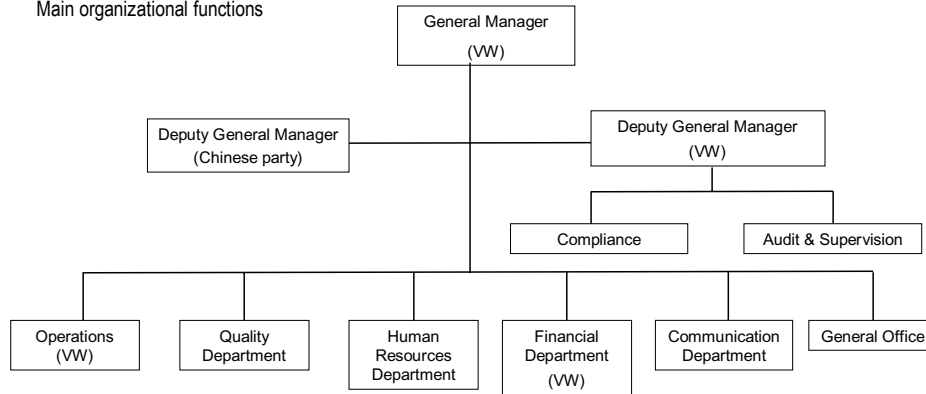 Main organizational functions
General Manager
(VW)
Deputy General Manager
(Chinese party)
Deputy General Manager
(VW)
Compliance
Audit & Supervision
Operations
(VW)
Quality
Department
Human
Resources
Department
Financial
Department
(VW)
Communication
Department
General Office